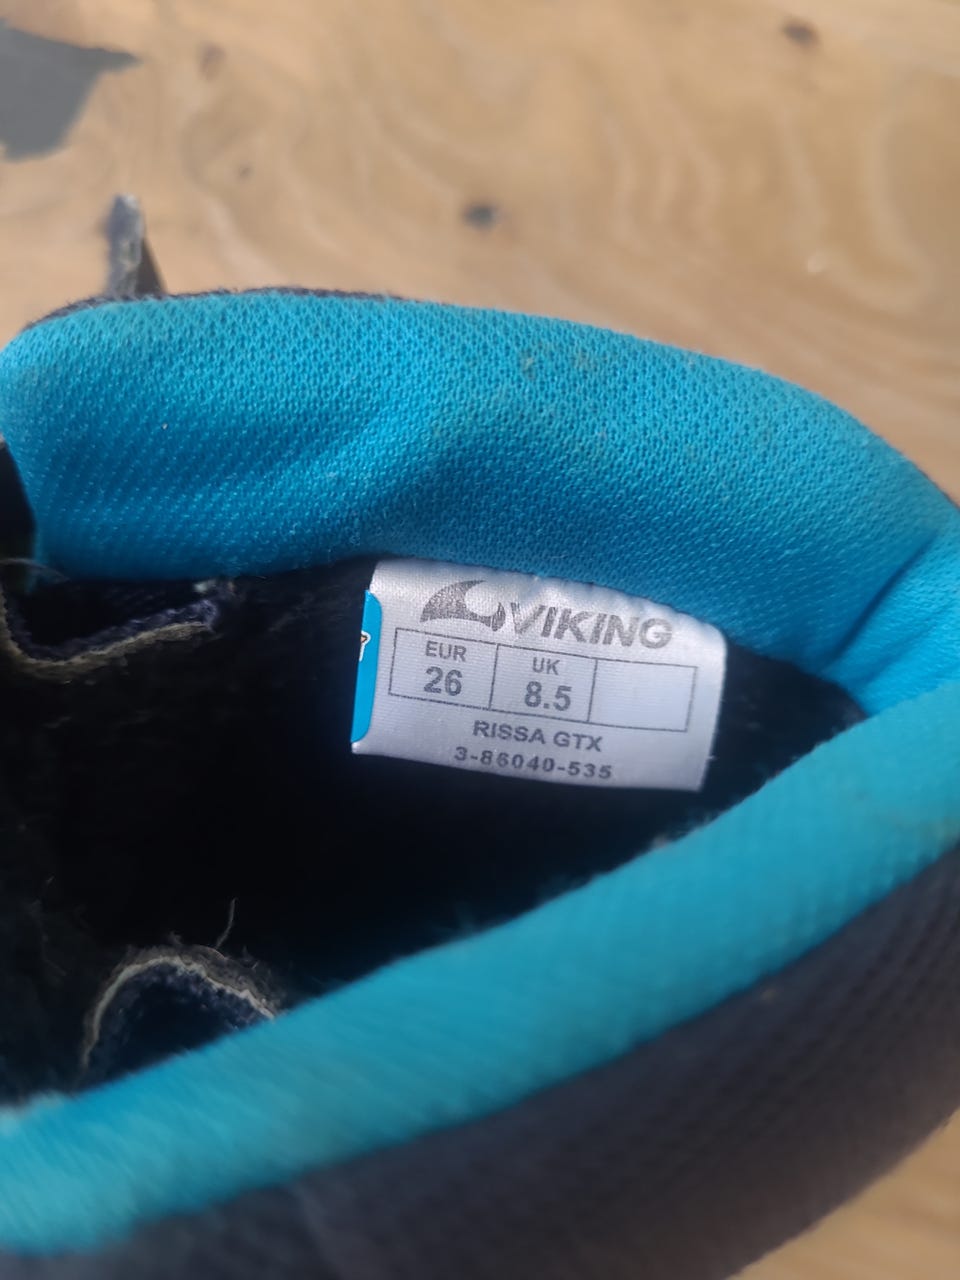 VIKING
EUR UK
26 8.5
RISSA GTX
3-86040-535